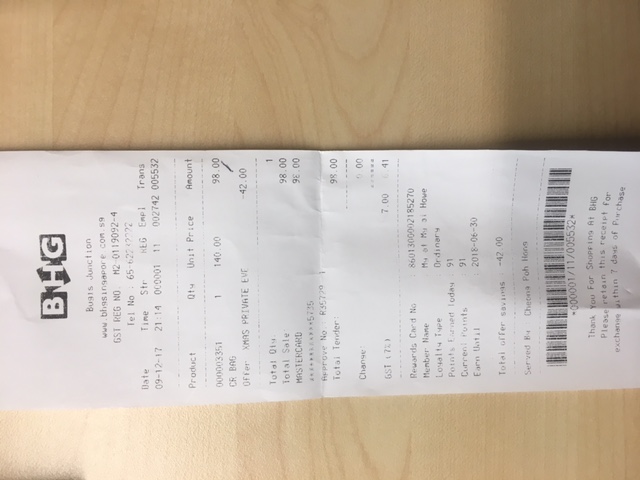 BHG
Bugis Junction
www.bhgsingapore.com.sg
GST REG NO. M2-0119092-4
Tel No : 65-62232222
Date Time Str REG Empl Trans
09-12-17 21:14 000001 11 002742 005532
Product Qty Unit Price Amount
000003351 1 140.00 98.00
CR BAG
Offer XMAS PRIVATE EVE -42.00
Total Qty. 1
Total Sale 98.00
MASTERCARD 98.00
************5735
Approve No : 1
Total Tender: 98.00
Change: 0.00
GST (7%) 7.00 6.41
Rewards Card No : 8601300002185270
Member Name : My at My at Howe
Loyalty Type : Ordinary
Points Earned Today : 91
Current Points : 91
Earn Until : 2018-06-30
Total offer savings : -42.00
Served By Cheong Poh Hong
*000001/11/005532*
Thank You For Shopping At BHG
Please retain this receipt for
exchange within 7 days of Purchase